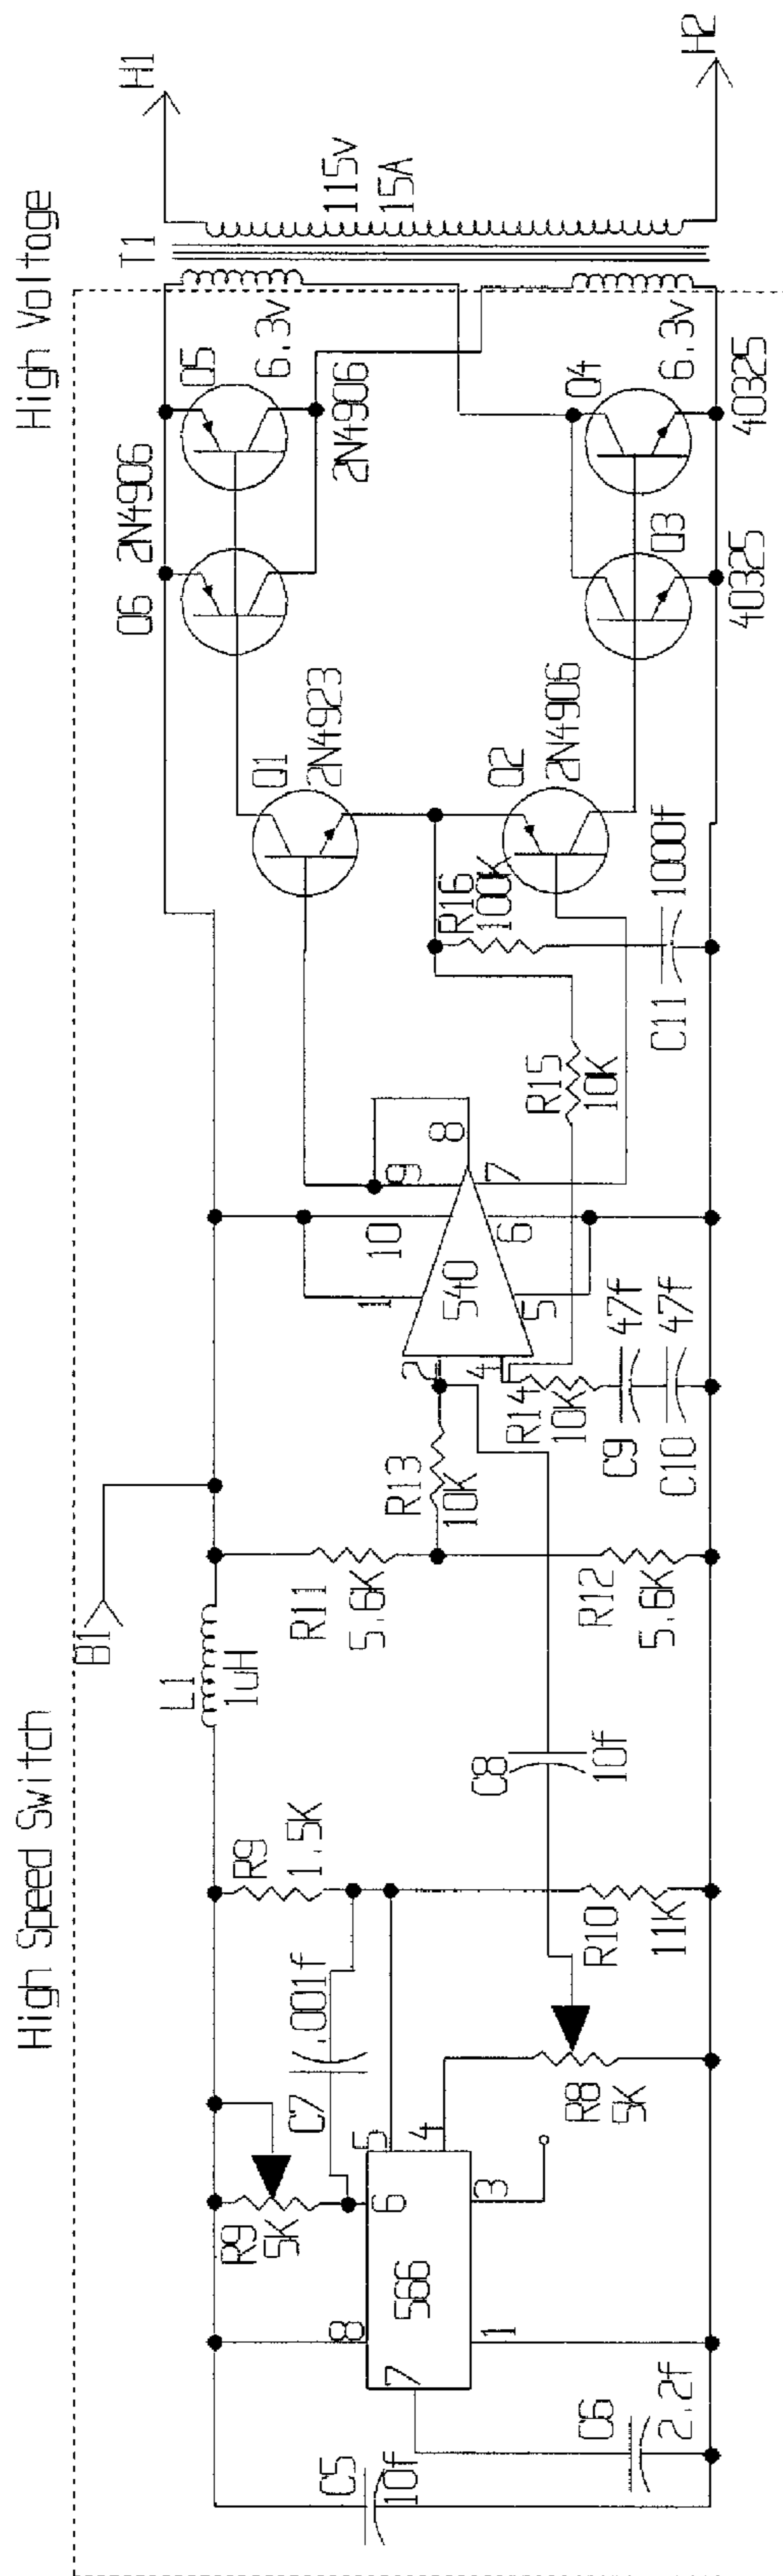 High Speed Switch
High Voltage
B1
L1
1uH
R9
5K
C7
.001f
R9
1.5K
R11
5.6K
R13
10K
R12
5.6K
C5
10f
C6
2.2f
566
7
8
6
5
4
3
1
R8
5K
R10
11K
C8
10f
2
4
540
1
10
9
8
7
6
5
R14
10K
C9
47f
C10
47f
R15
10K
R16
100K
C11
1000f
Q1
2N4923
Q2
2N4906
Q6
2N4906
Q5
2N4906
Q3
40325
Q4
40325
6.3v
6.3v
T1
115v
15A
H1
H2